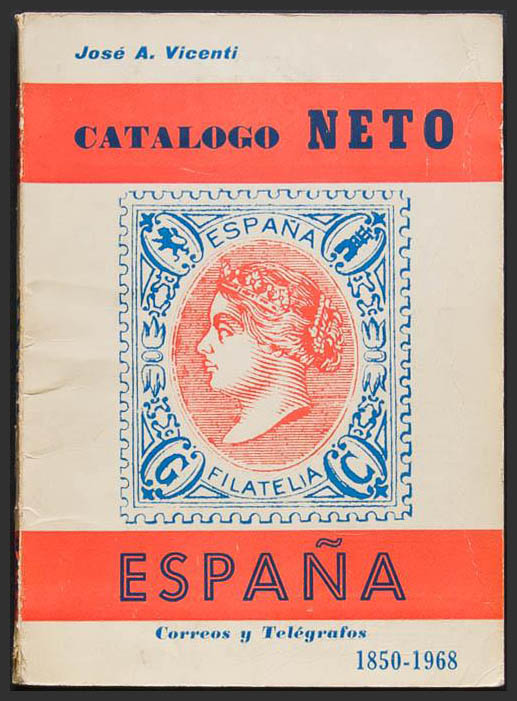 José A. Vicenti
CATALOGO NETO
ESPAÑA
G C
FILATELIA
ESPAÑA
Correos y Telégrafos
1850-1968